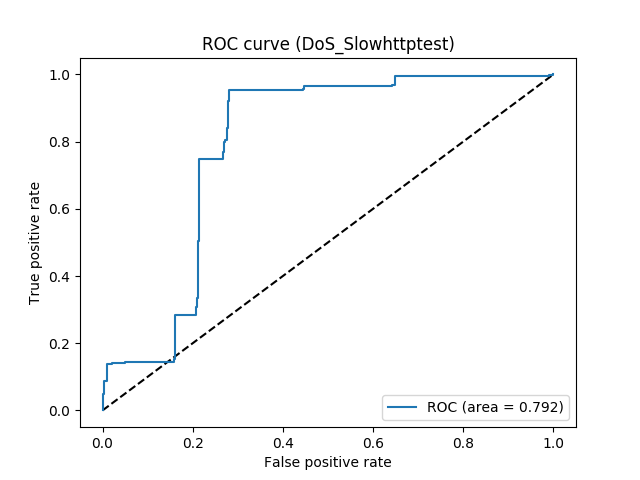 ROC curve (DoS_Slowhttptest)
True positive rate
1.0
0.8
0.6
0.4
0.2
0.0
ROC (area = 0.792)
0.0 0.2 0.4 0.6 0.8 1.0
False positive rate